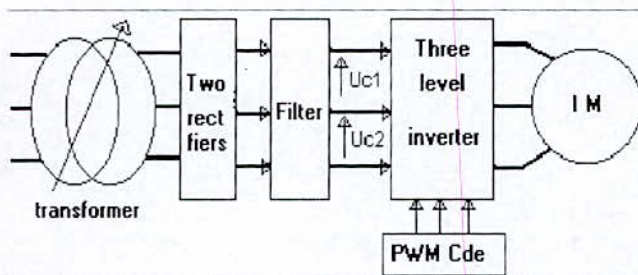 transformer
Two
rect
fiers
Filter
Uc1
Uc2
Three
level
inverter
I M
PWM Cde